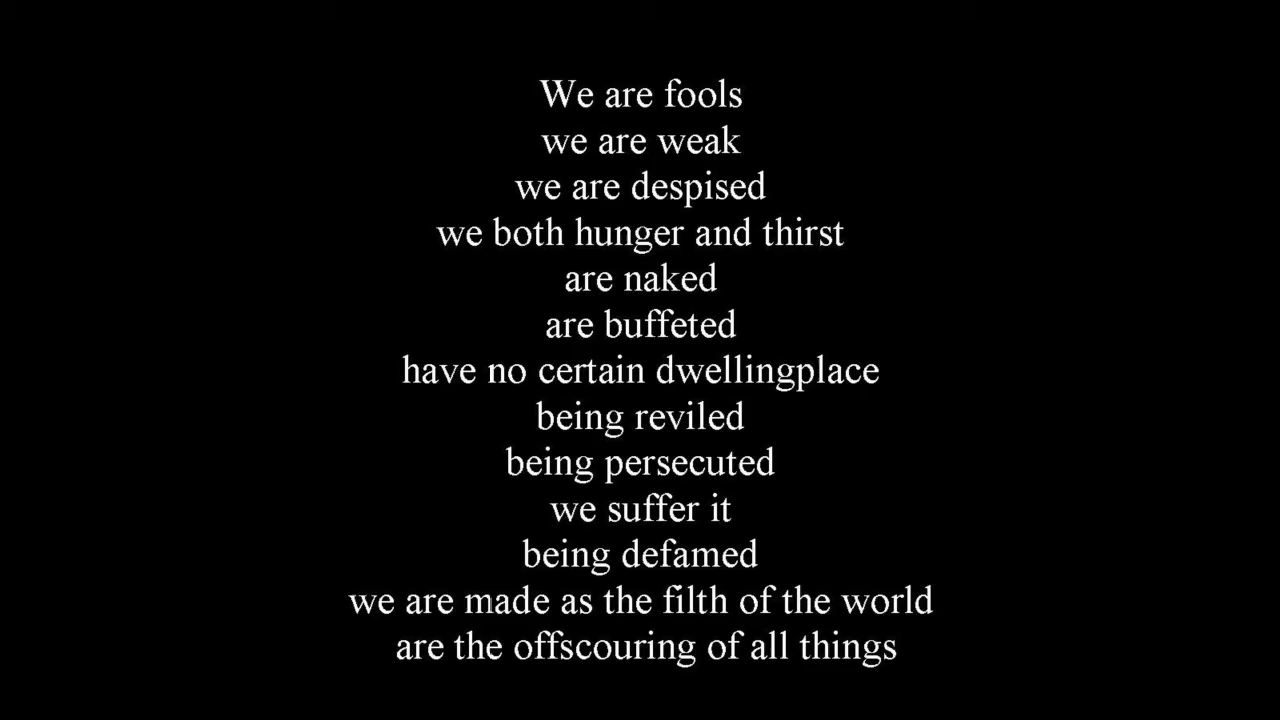 We are fools
we are weak
we are despised
we both hunger and thirst
are naked
are buffeted
have no certain dwellingplace
being reviled
being persecuted
we suffer it
being defamed
we are made as the filth of the world
are the offscouring of all things